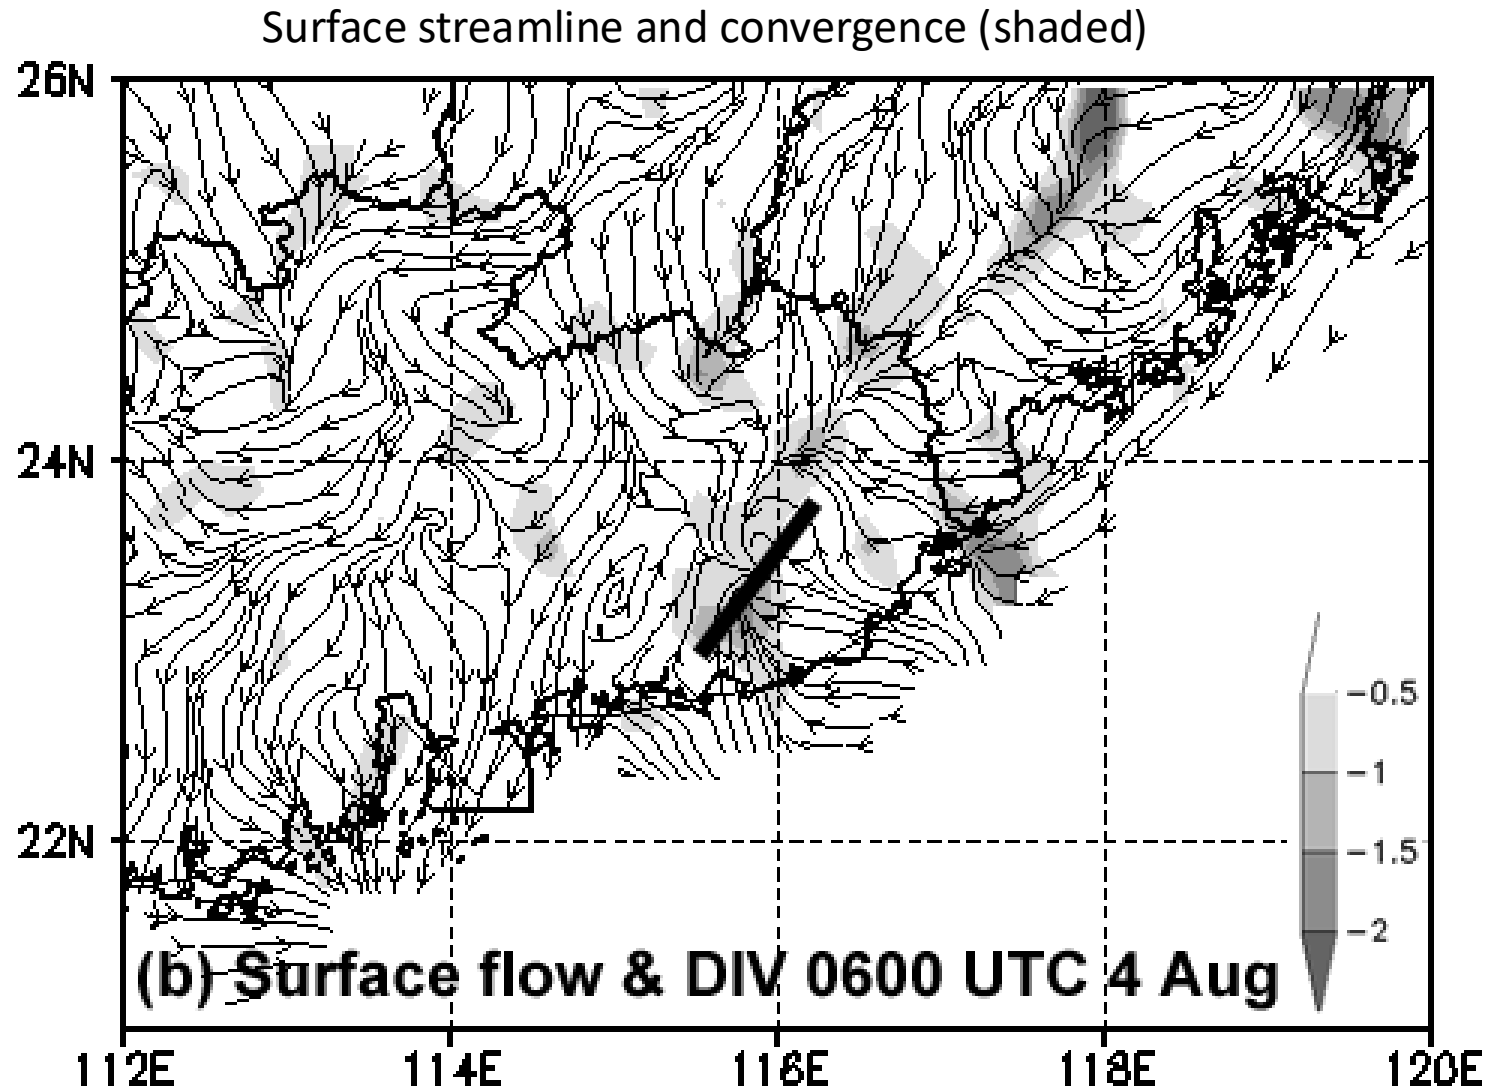 Surface streamline and convergence (shaded)
26N
24N
22N
-0.5
-1
-1.5
-2
(b) Surface flow & DIV 0600 UTC 4 Aug
112E 114E 116E 118E 120E